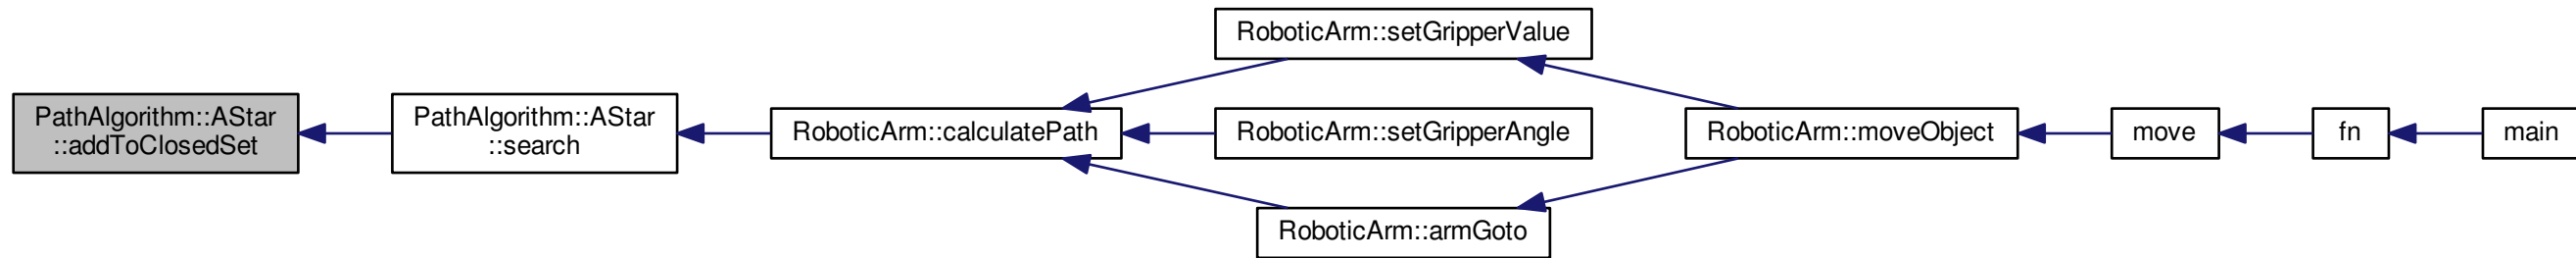 PathAlgorithm::AStar
::addToClosedSet
PathAlgorithm::AStar
::search
RoboticArm::calculatePath
RoboticArm::setGripperValue
RoboticArm::setGripperAngle
RoboticArm::armGoto
RoboticArm::moveObject
move
fn
main